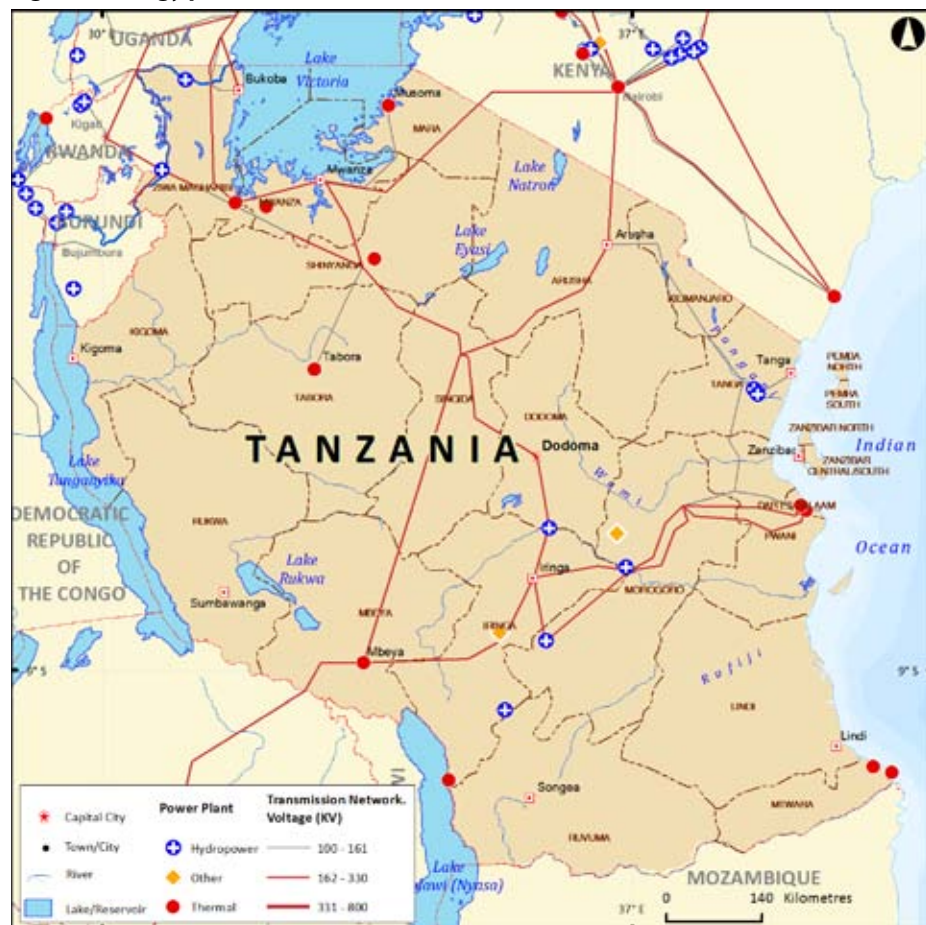 30° E
37° E
UGANDA
Lake
Victoria
KENYA
Bukoba
Musoma
Nairobi
Kigali
RWANDA
MARA
Mwanza
Lake
Natron
MWANZA
BURUNDI
Bujumbura
Lake
Eyasi
Arusha
SHINYANGA
ARUSHA
KILIMANJARO
KIGOMA
Kigoma
Pangani
Tabora
Tanga
PEMBA
NORTH
TANGA
PEMBA
SOUTH
TABORA
SINGIDA
DODOMA
ZANZIBAR NORTH
TANZANIA
Dodoma
Zanzibar
Indian
ZANZIBAR
CENTRAL/SOUTH
Lake
Tanganyika
Wami
DEMOCRATIC
REPUBLIC
OF
THE CONGO
RUKWA
DAR ES SALAAM
PWANI
Ocean
Lake
Rukwa
Iringa
Sumbawanga
MOROGORO
MBEYA
IRINGA
Mbeya
9° S
9° S
Rufiji
LINDI
Lindi
Songea
MTWARA
RUVUMA
Lake
Malawi (Nyasa)
MOZAMBIQUE
37° E
0 140 Kilometres
Capital City
Town/City
River
Lake/Reservoir
Power Plant
Hydropower
Other
Thermal
Transmission Network.
Voltage (KV)
100 - 161
162 - 330
331 - 800